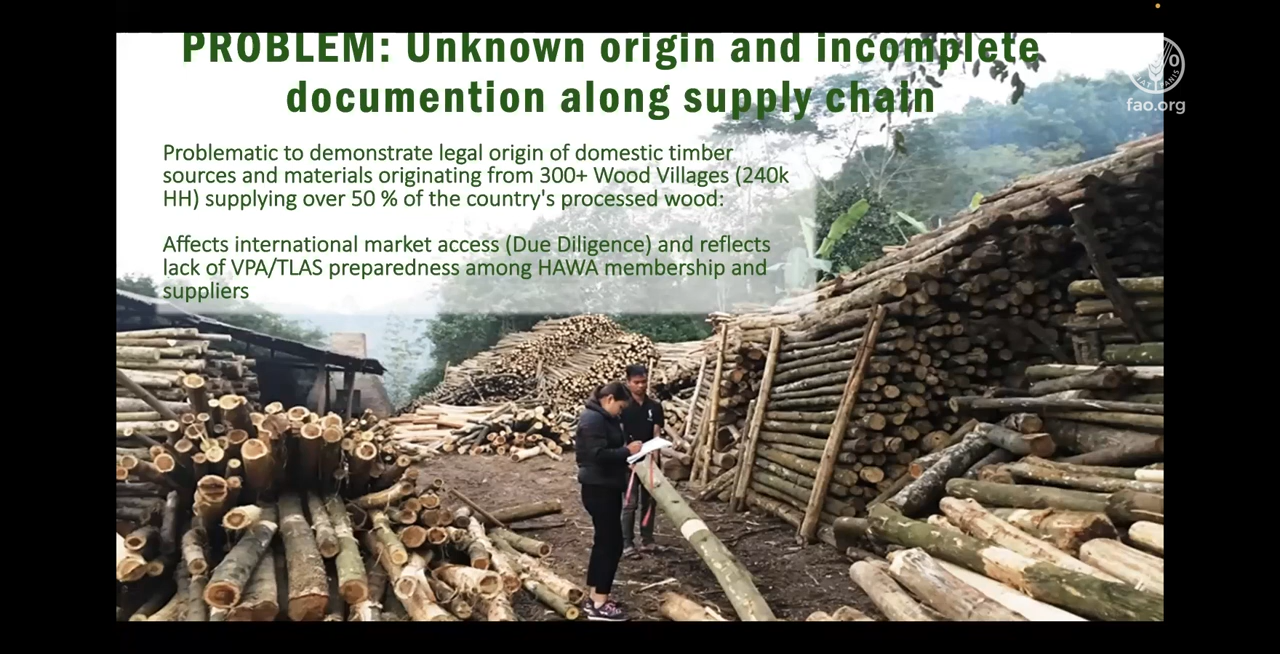 PROBLEM: Unknown origin and incomplete
documention along supply chain
fao.org
Problematic to demonstrate legal origin of domestic timber
sources and materials originating from 300+ Wood Villages (240k
HH) supplying over 50 % of the country's processed wood:
Affects international market access (Due Diligence) and reflects
lack of VPA/TLAS preparedness among HAWA membership and
suppliers